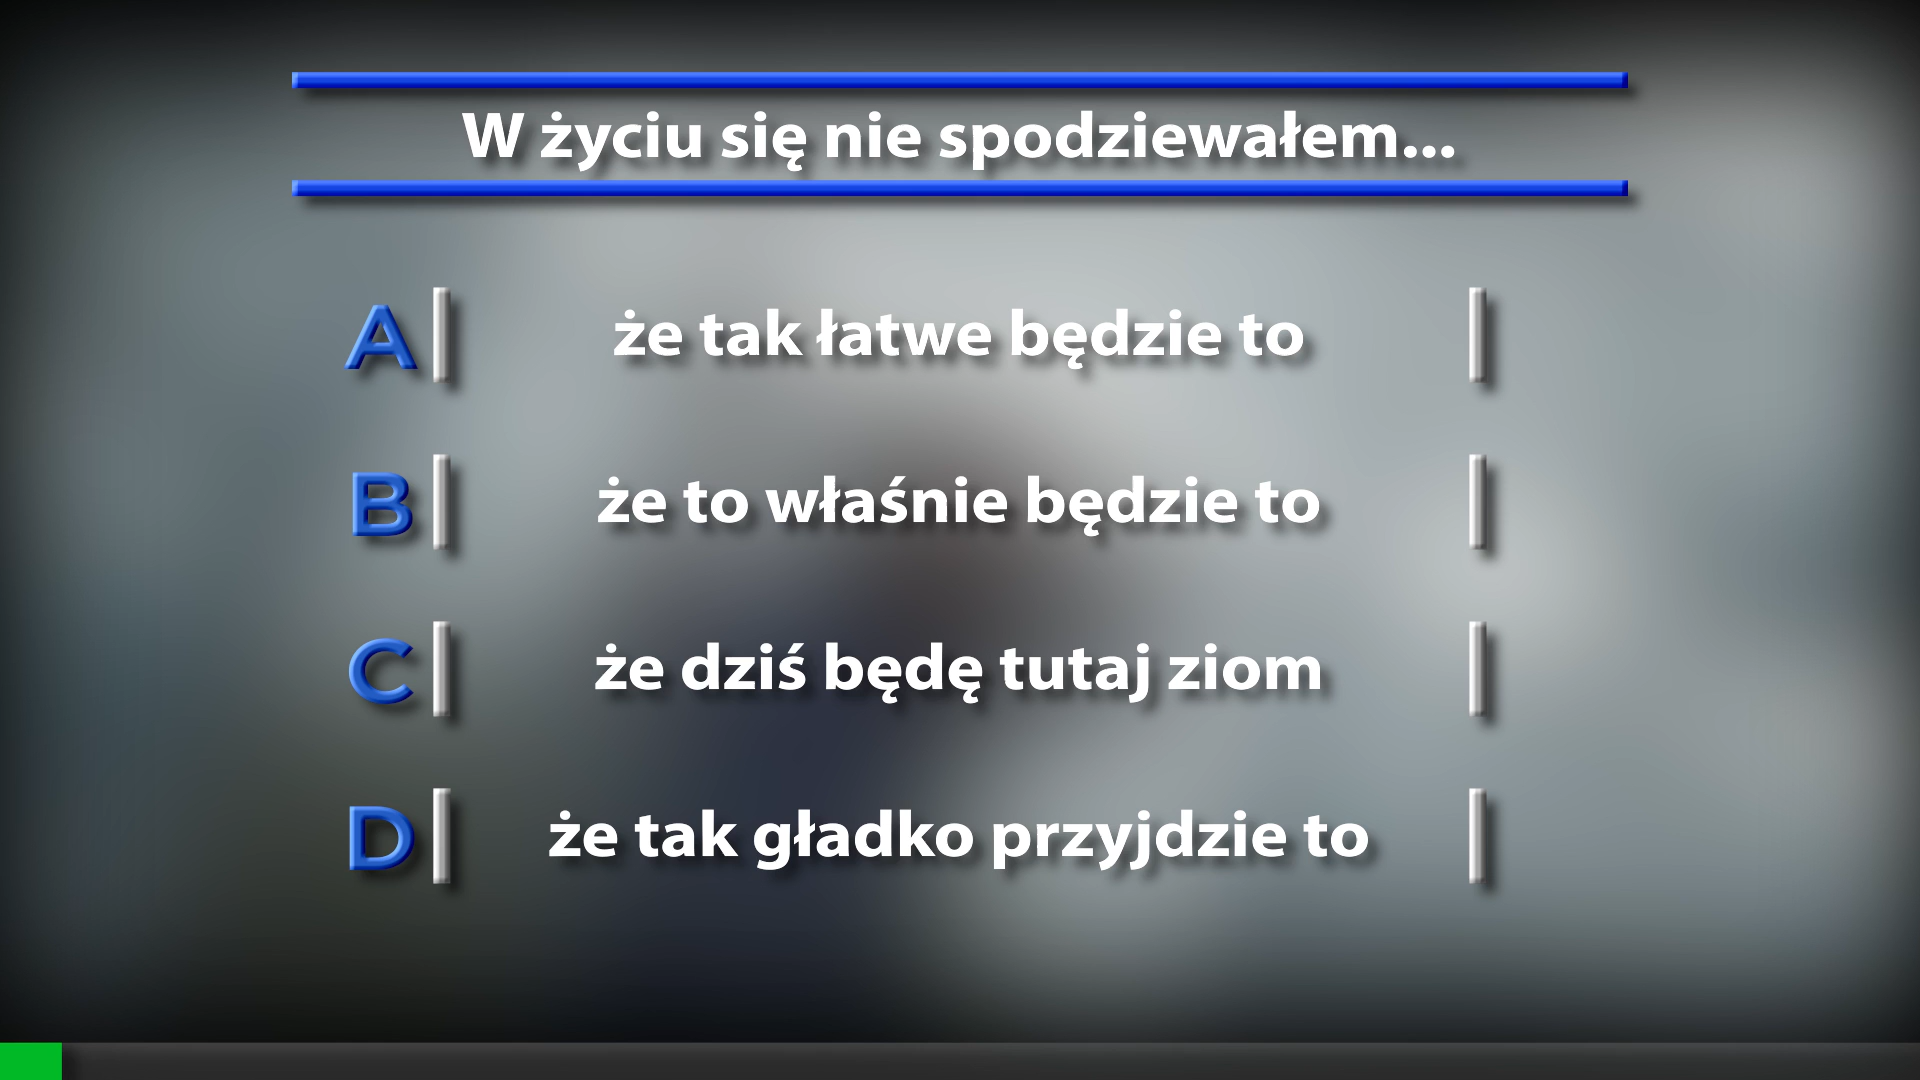 W życiu się nie spodziewałem...
A że tak łatwe będzie to
B że to właśnie będzie to
C że dziś będę tutaj ziom
D że tak gładko przyjdzie to